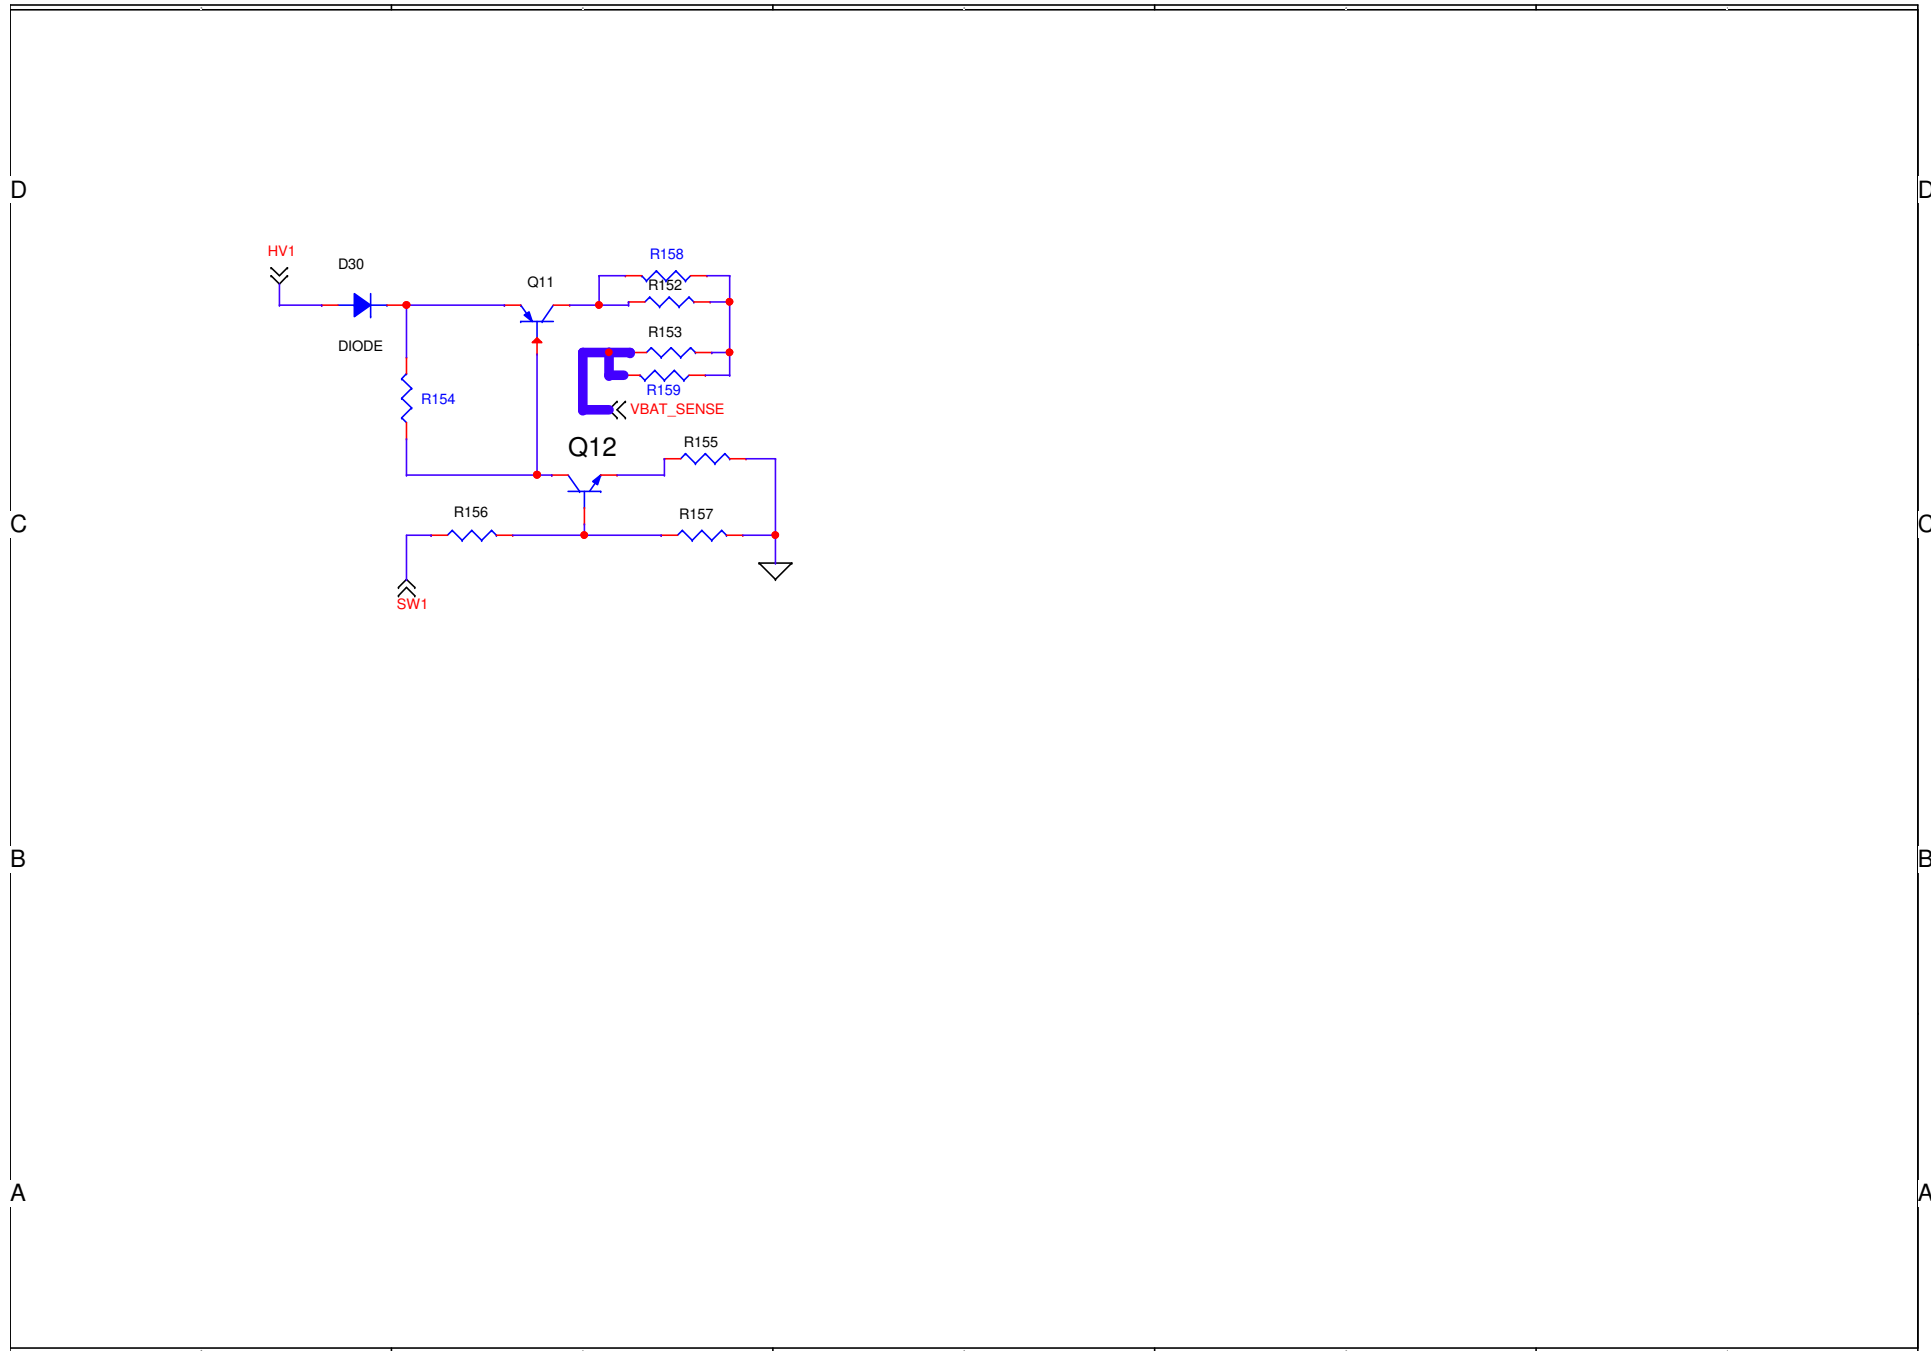 D
D
HV1
D30
Q11
R158
R152
R153
DIODE
R159
R154
VBAT_SENSE
Q12
R155
R156
R157
C
C
SW1
B
B
A
A